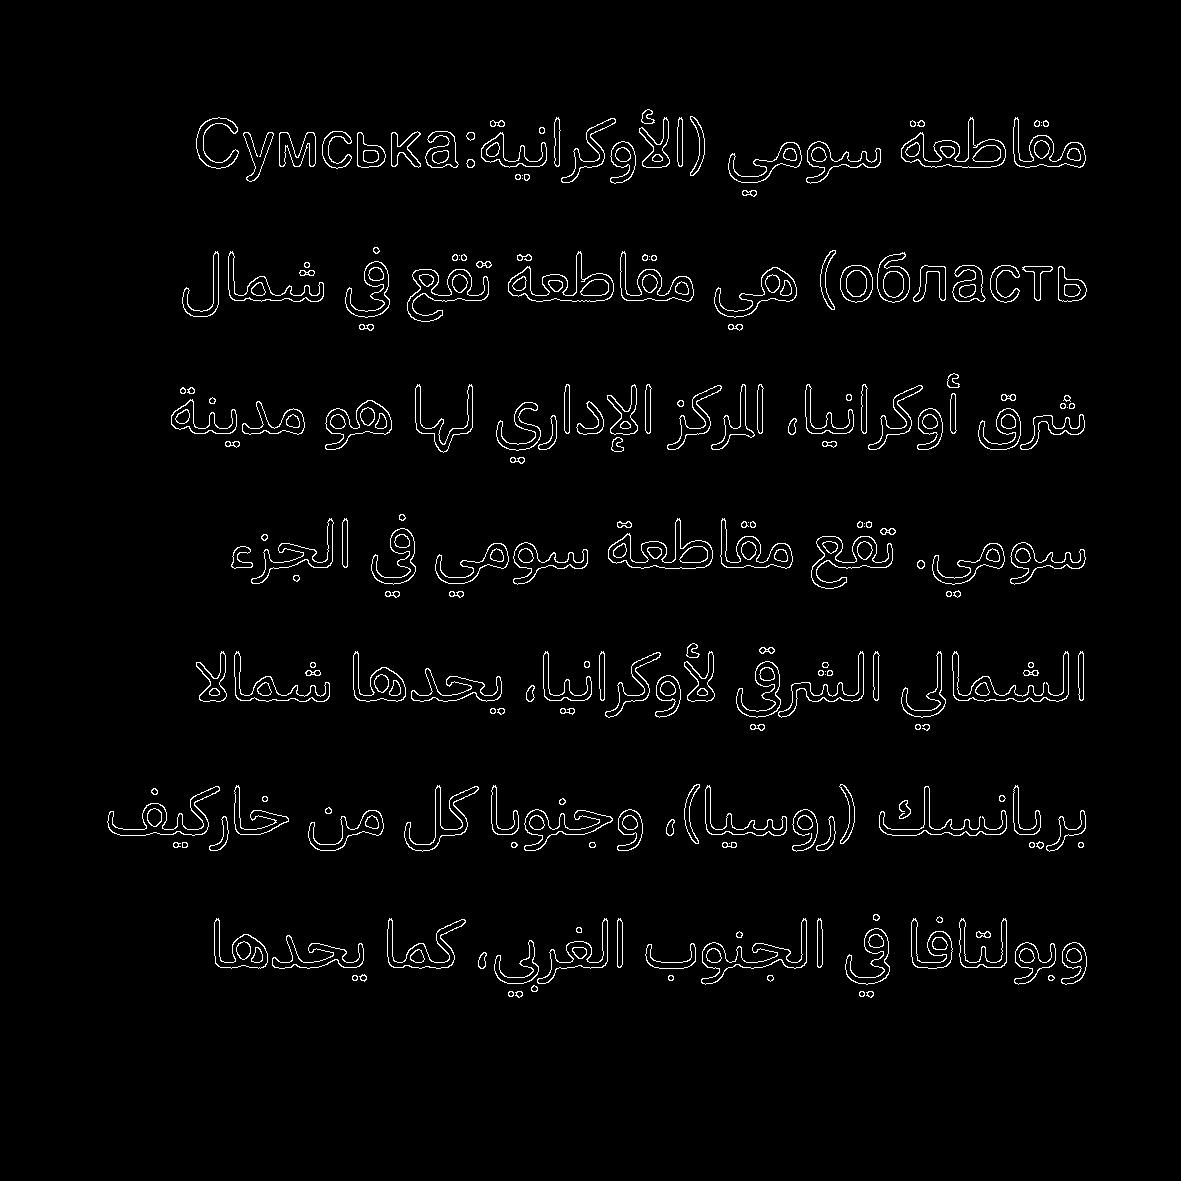 مقاطعة سومي (الأوكرانية:Сумська
область) هي مقاطعة تقع في شمال
شرق أوكرانيا، المركز الإداري لها هو مدينة
سومي. تقع مقاطعة سومي في الجزء
الشمالي الشرقي لأوكرانيا، يحدها شمالا
بريانسك (روسيا)، وجنوبا كل من خاركيف
وبولتافا في الجنوب الغربي، كما يحدها